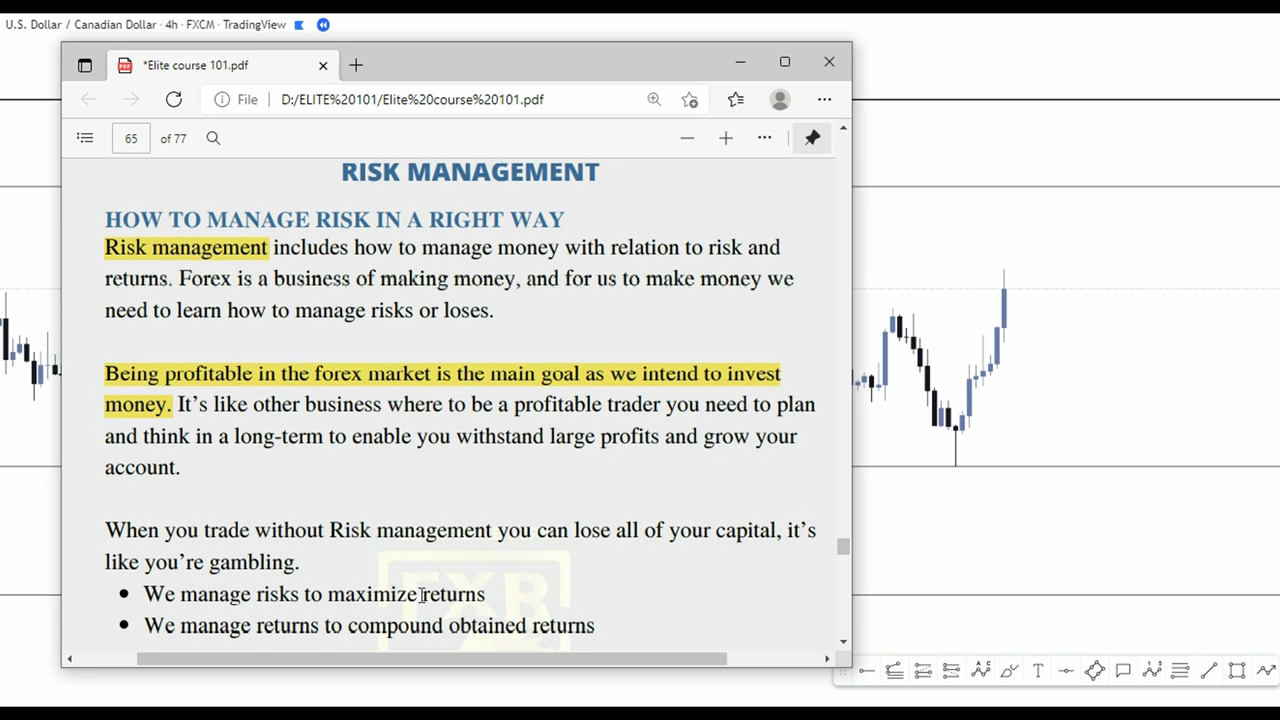 U.S. Dollar / Canadian Dollar · 4h · FXCM · TradingView
*Elite course 101.pdf
File
D:/ELITE%20101/Elite%20course%20101.pdf
65 of 77
RISK MANAGEMENT
HOW TO MANAGE RISK IN A RIGHT WAY
Risk management includes how to manage money with relation to risk and
returns. Forex is a business of making money, and for us to make money we
need to learn how to manage risks or loses.
Being profitable in the forex market is the main goal as we intend to invest
money. It’s like other business where to be a profitable trader you need to plan
and think in a long-term to enable you withstand large profits and grow your
account.
When you trade without Risk management you can lose all of your capital, it’s
like you’re gambling.
FXB
• We manage risks to maximize returns
• We manage returns to compound obtained returns